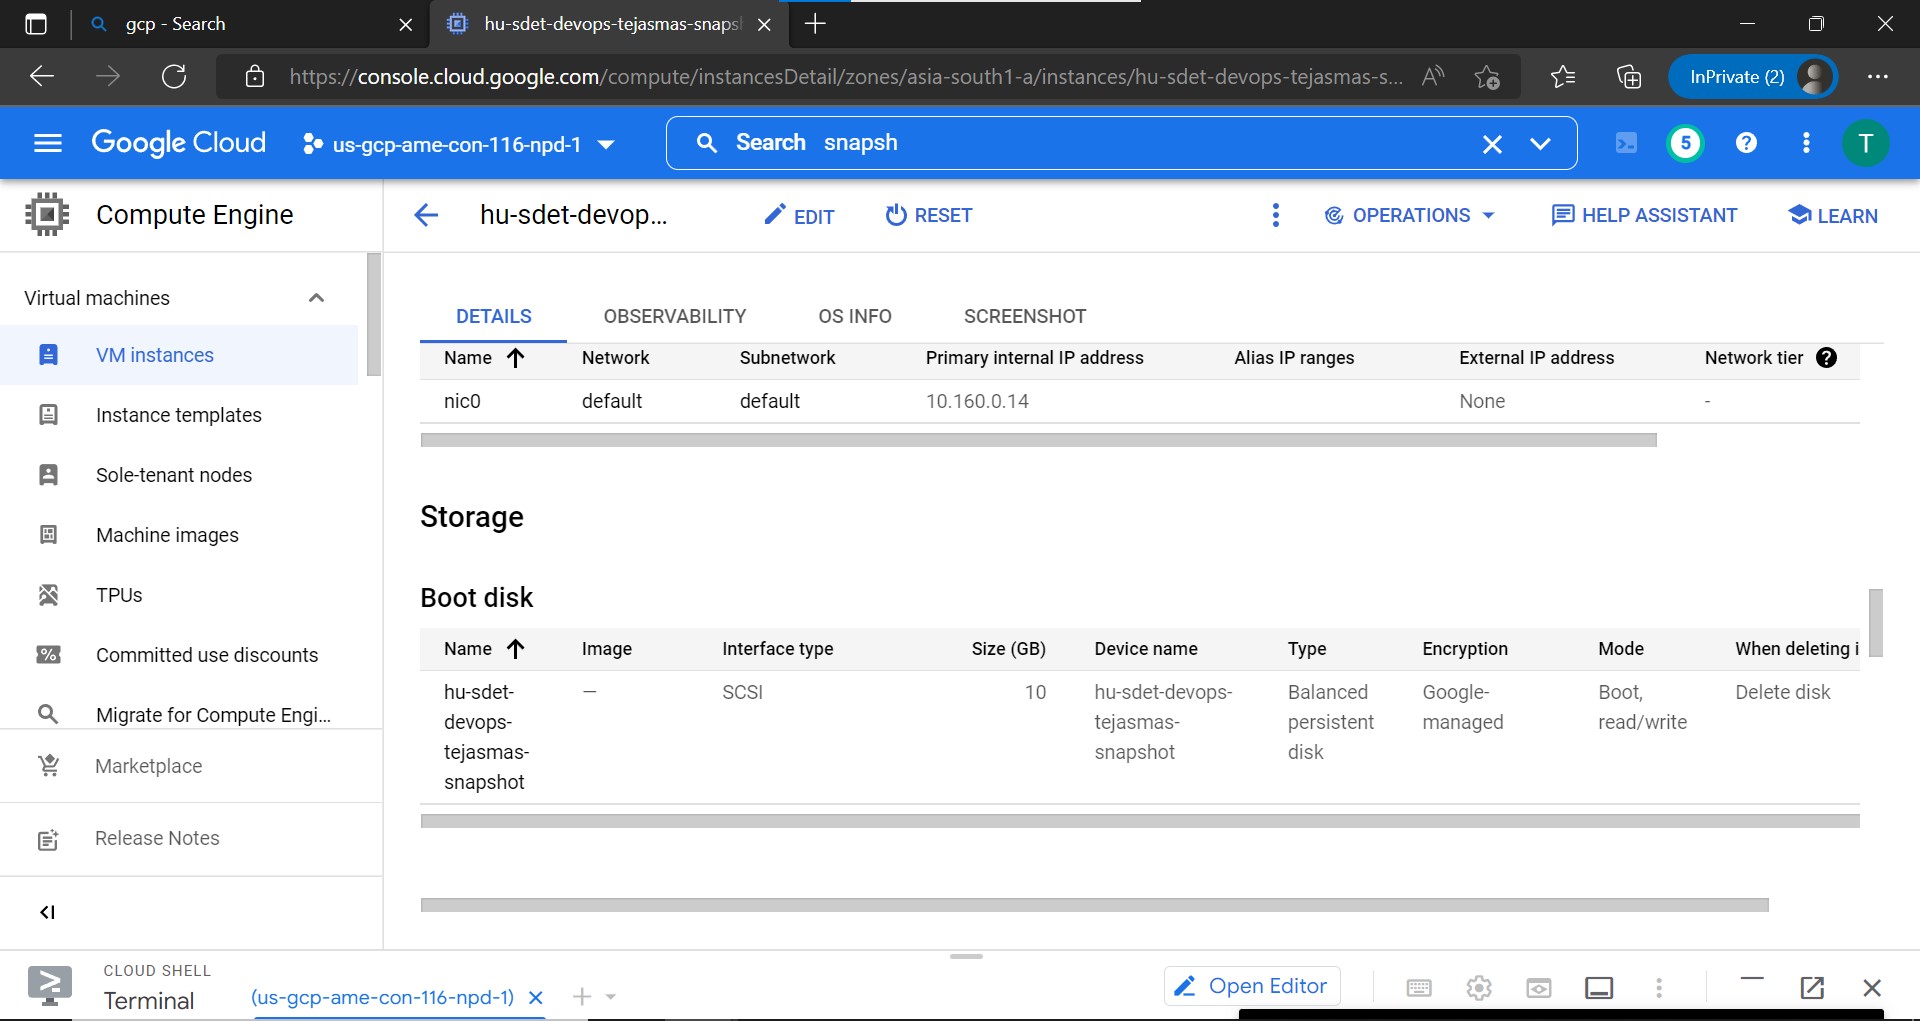 gcp - Search
hu-sdet-devops-tejasmas-snaps
https://console.cloud.google.com/compute/instancesDetail/zones/asia-south1-a/instances/hu-sdet-devops-tejasmas-s...
InPrivate (2)
Google Cloud
us-gcp-ame-con-116-npd-1
Search snapsh
5
T
Compute Engine
hu-sdet-devop...
EDIT
RESET
OPERATIONS
HELP ASSISTANT
LEARN
Virtual machines
VM instances
Instance templates
Sole-tenant nodes
Machine images
TPUs
Committed use discounts
Migrate for Compute Engi...
Marketplace
Release Notes
DETAILS OBSERVABILITY OS INFO SCREENSHOT
Name Network Subnetwork Primary internal IP address Alias IP ranges External IP address Network tier
nic0 default default 10.160.0.14 None -
Storage
Boot disk
Name Image Interface type Size (GB) Device name Type Encryption Mode When deleting i
hu-sdet- — SCSI 10 hu-sdet-devops- Balanced Google- Boot, Delete disk
devops- tejasmas- persistent managed read/write
tejasmas- snapshot disk
snapshot
CLOUD SHELL
Terminal
(us-gcp-ame-con-116-npd-1)
Open Editor